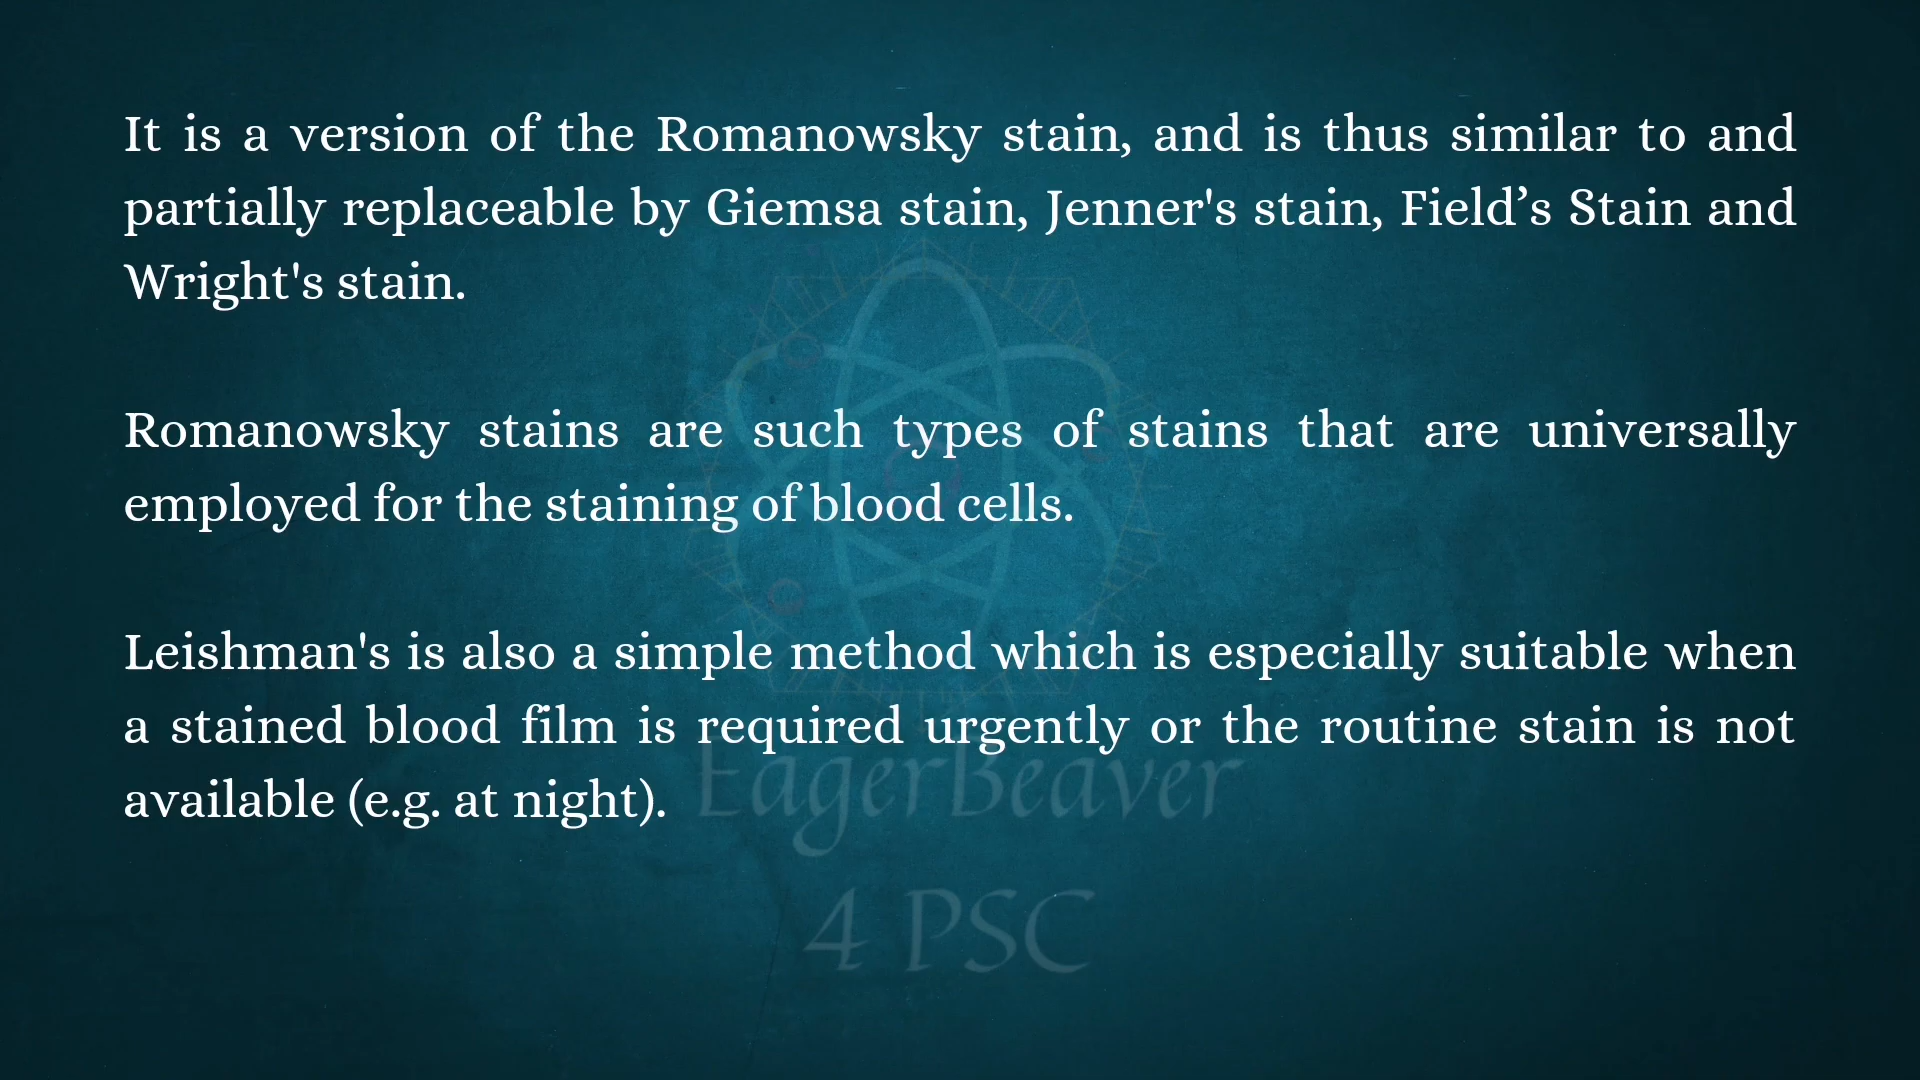 It is a version of the Romanowsky stain, and is thus similar to and
partially replaceable by Giemsa stain, Jenner's stain, Field’s Stain and
Wright's stain.
Romanowsky stains are such types of stains that are universally
employed for the staining of blood cells.
Leishman's is also a simple method which is especially suitable when
a stained blood film is required urgently or the routine stain is not
available (e.g. at night).
EagerBeaver
4 PSC